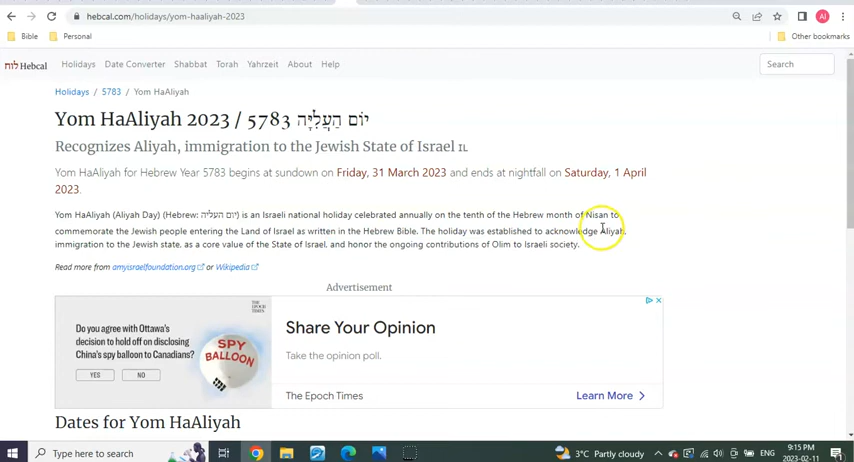 hebcal.com/holidays/yom-haaliyah-2023
AI
Bible
Personal
Other bookmarks
לוח Hebcal
Holidays
Date Converter
Shabbat
Torah
Yahrzeit
About
Help
Search
Holidays / 5783 / Yom HaAliyah
Yom HaAliyah 2023 / יוֹם הַעֲלִיָּה 5783
Recognizes Aliyah, immigration to the Jewish State of Israel IL
Yom HaAliyah for Hebrew Year 5783 begins at sundown on Friday, 31 March 2023 and ends at nightfall on Saturday, 1 April
2023.
Yom HaAliyah (Aliyah Day) (Hebrew: יום העליה) is an Israeli national holiday celebrated annually on the tenth of the Hebrew month of Nisan to
commemorate the Jewish people entering the Land of Israel as written in the Hebrew Bible. The holiday was established to acknowledge Aliyah,
immigration to the Jewish state, as a core value of the State of Israel, and honor the ongoing contributions of Olim to Israeli society.
Read more from amyisraelfoundation.org or Wikipedia
Advertisement
THE
EPOCH
TIMES
Do you agree with Ottawa's
decision to hold off on disclosing
China's spy balloon to Canadians?
YES
NO
SPY
BALLOON
Share Your Opinion
Take the opinion poll.
The Epoch Times
Learn More
Dates for Yom HaAliyah
Type here to search
3°C Partly cloudy
ENG
9:15 PM
2023-02-11